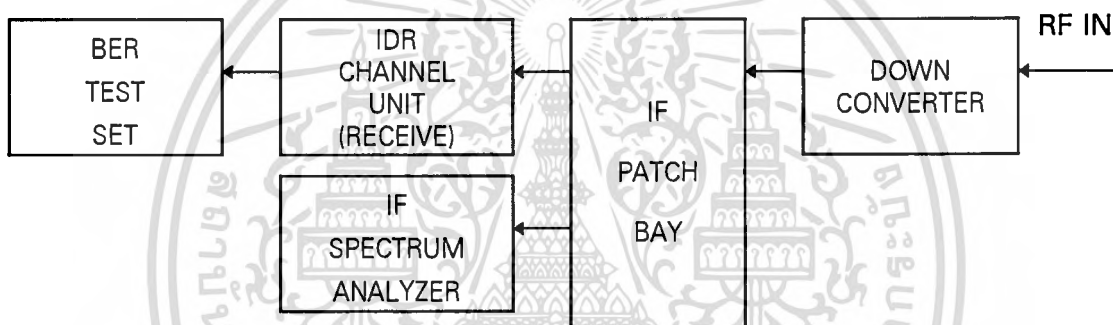 BER
TEST
SET
IDR
CHANNEL
UNIT
(RECEIVE)
IF
SPECTRUM
ANALYZER
IF
PATCH
BAY
DOWN
CONVERTER
RF IN